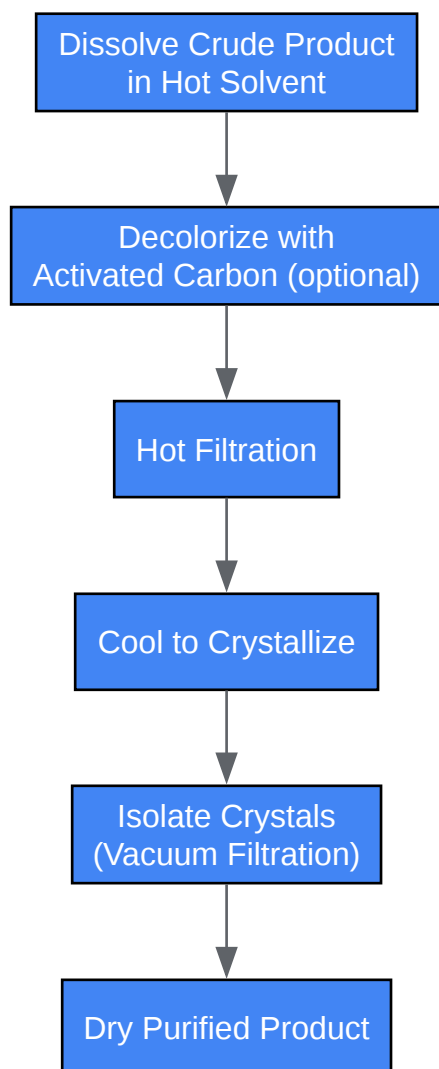 Dissolve Crude Product
in Hot Solvent
Decolorize with
Activated Carbon (optional)
Hot Filtration
Cool to Crystallize
Isolate Crystals
(Vacuum Filtration)
Dry Purified Product